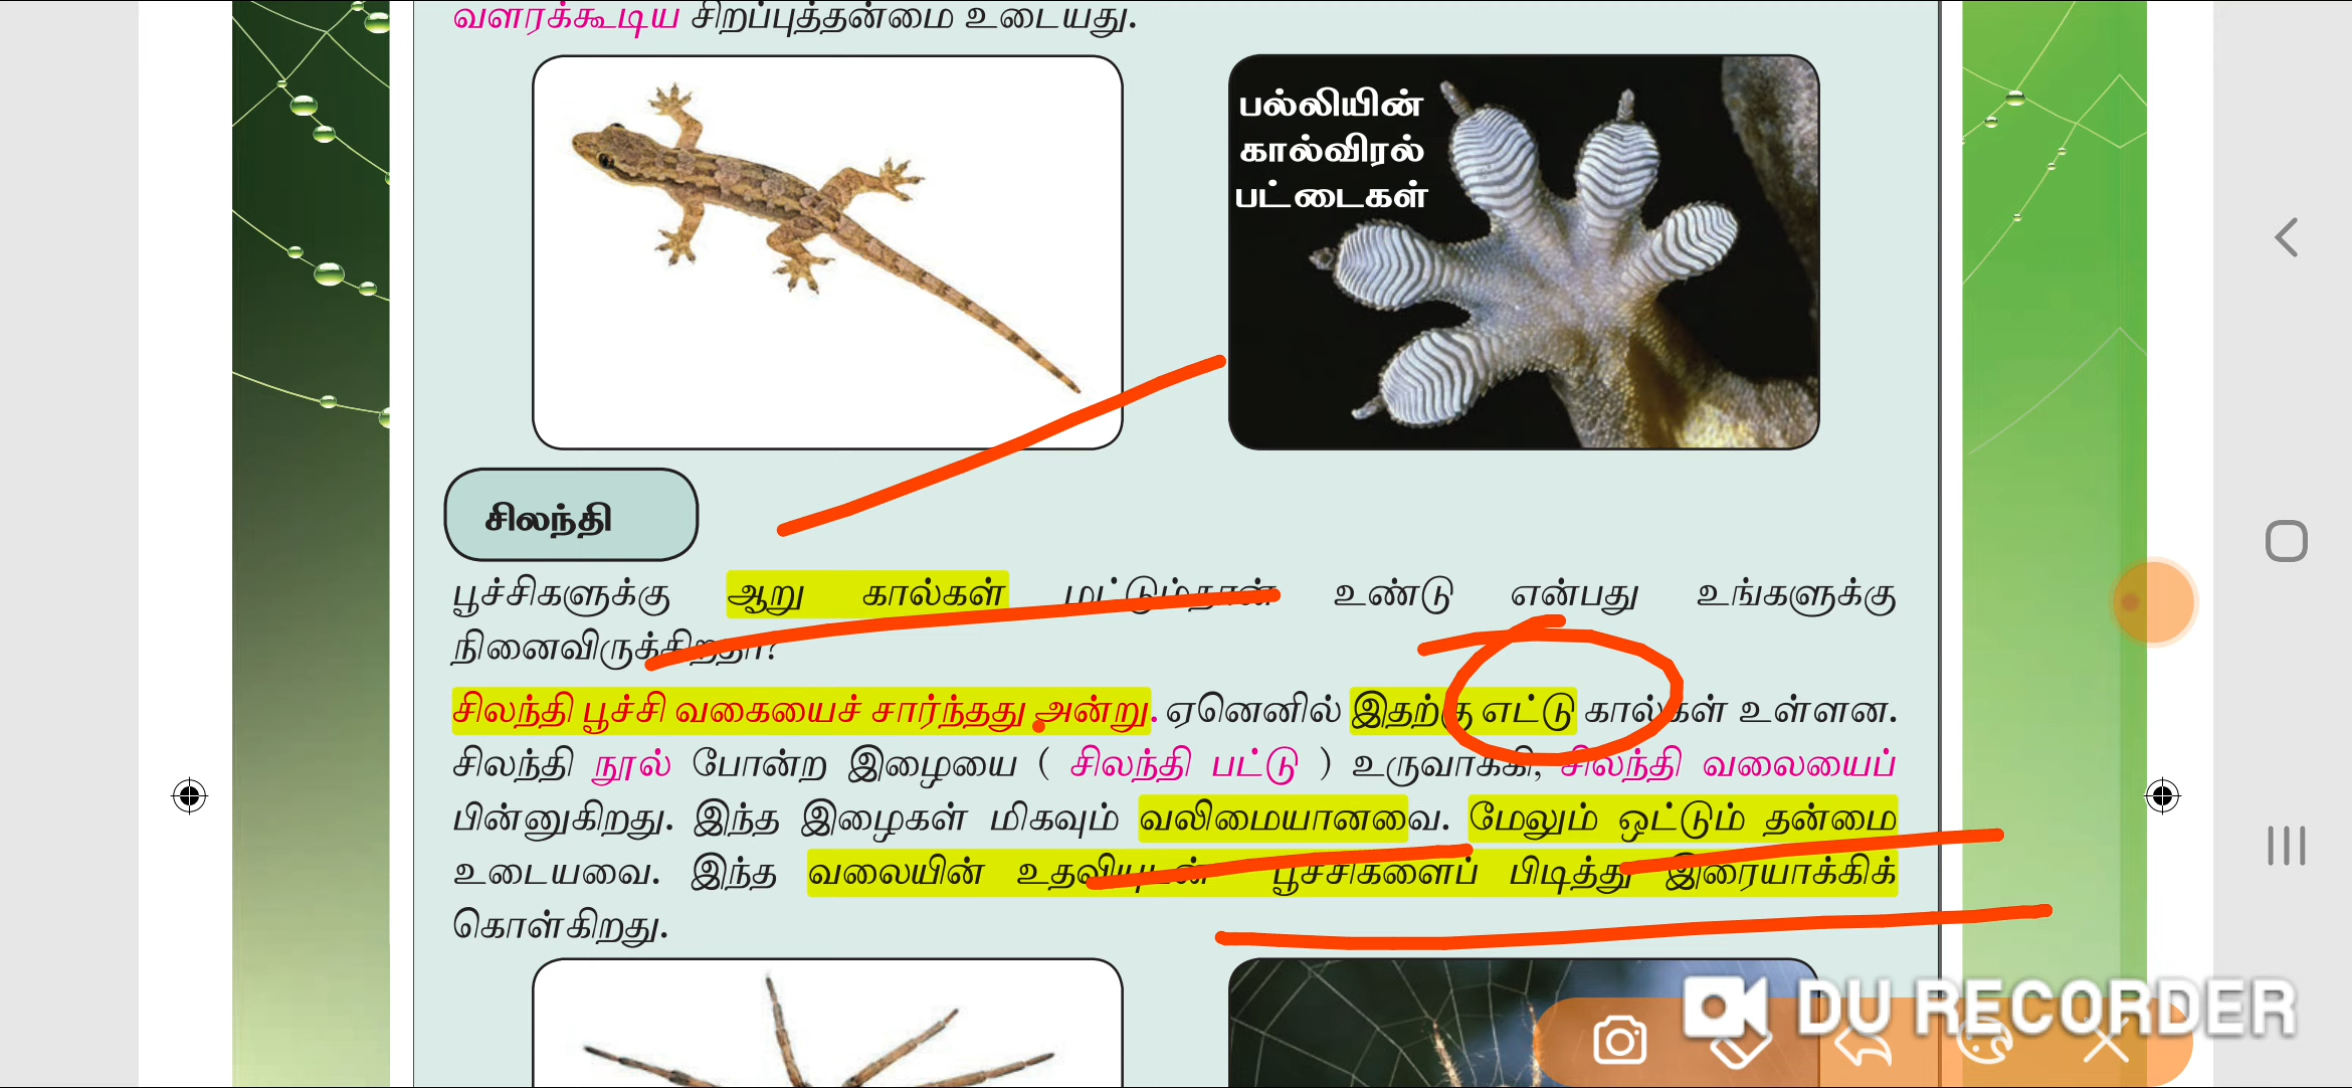 வளரக்கூடிய சிறப்புத்தன்மை உடையது.
பல்லியின்
கால்விரல்
பட்டைகள்
சிலந்தி
பூச்சிகளுக்கு ஆறு கால்கள் மட்டும்தான் உண்டு என்பது உங்களுக்கு
நினைவிருக்கிறதா?
சிலந்தி பூச்சி வகையைச் சார்ந்தது அன்று. ஏனெனில் இதற்கு எட்டு கால்கள் உள்ளன.
சிலந்தி நூல் போன்ற இழையை ( சிலந்தி பட்டு ) உருவாக்கி, சிலந்தி வலையைப்
பின்னுகிறது. இந்த இழைகள் மிகவும் வலிமையானவை. மேலும் ஒட்டும் தன்மை
உடையவை. இந்த வலையின் உதவியுடன் பூச்சிகளைப் பிடித்து இரையாக்கிக்
கொள்கிறது.
DU RECORDER